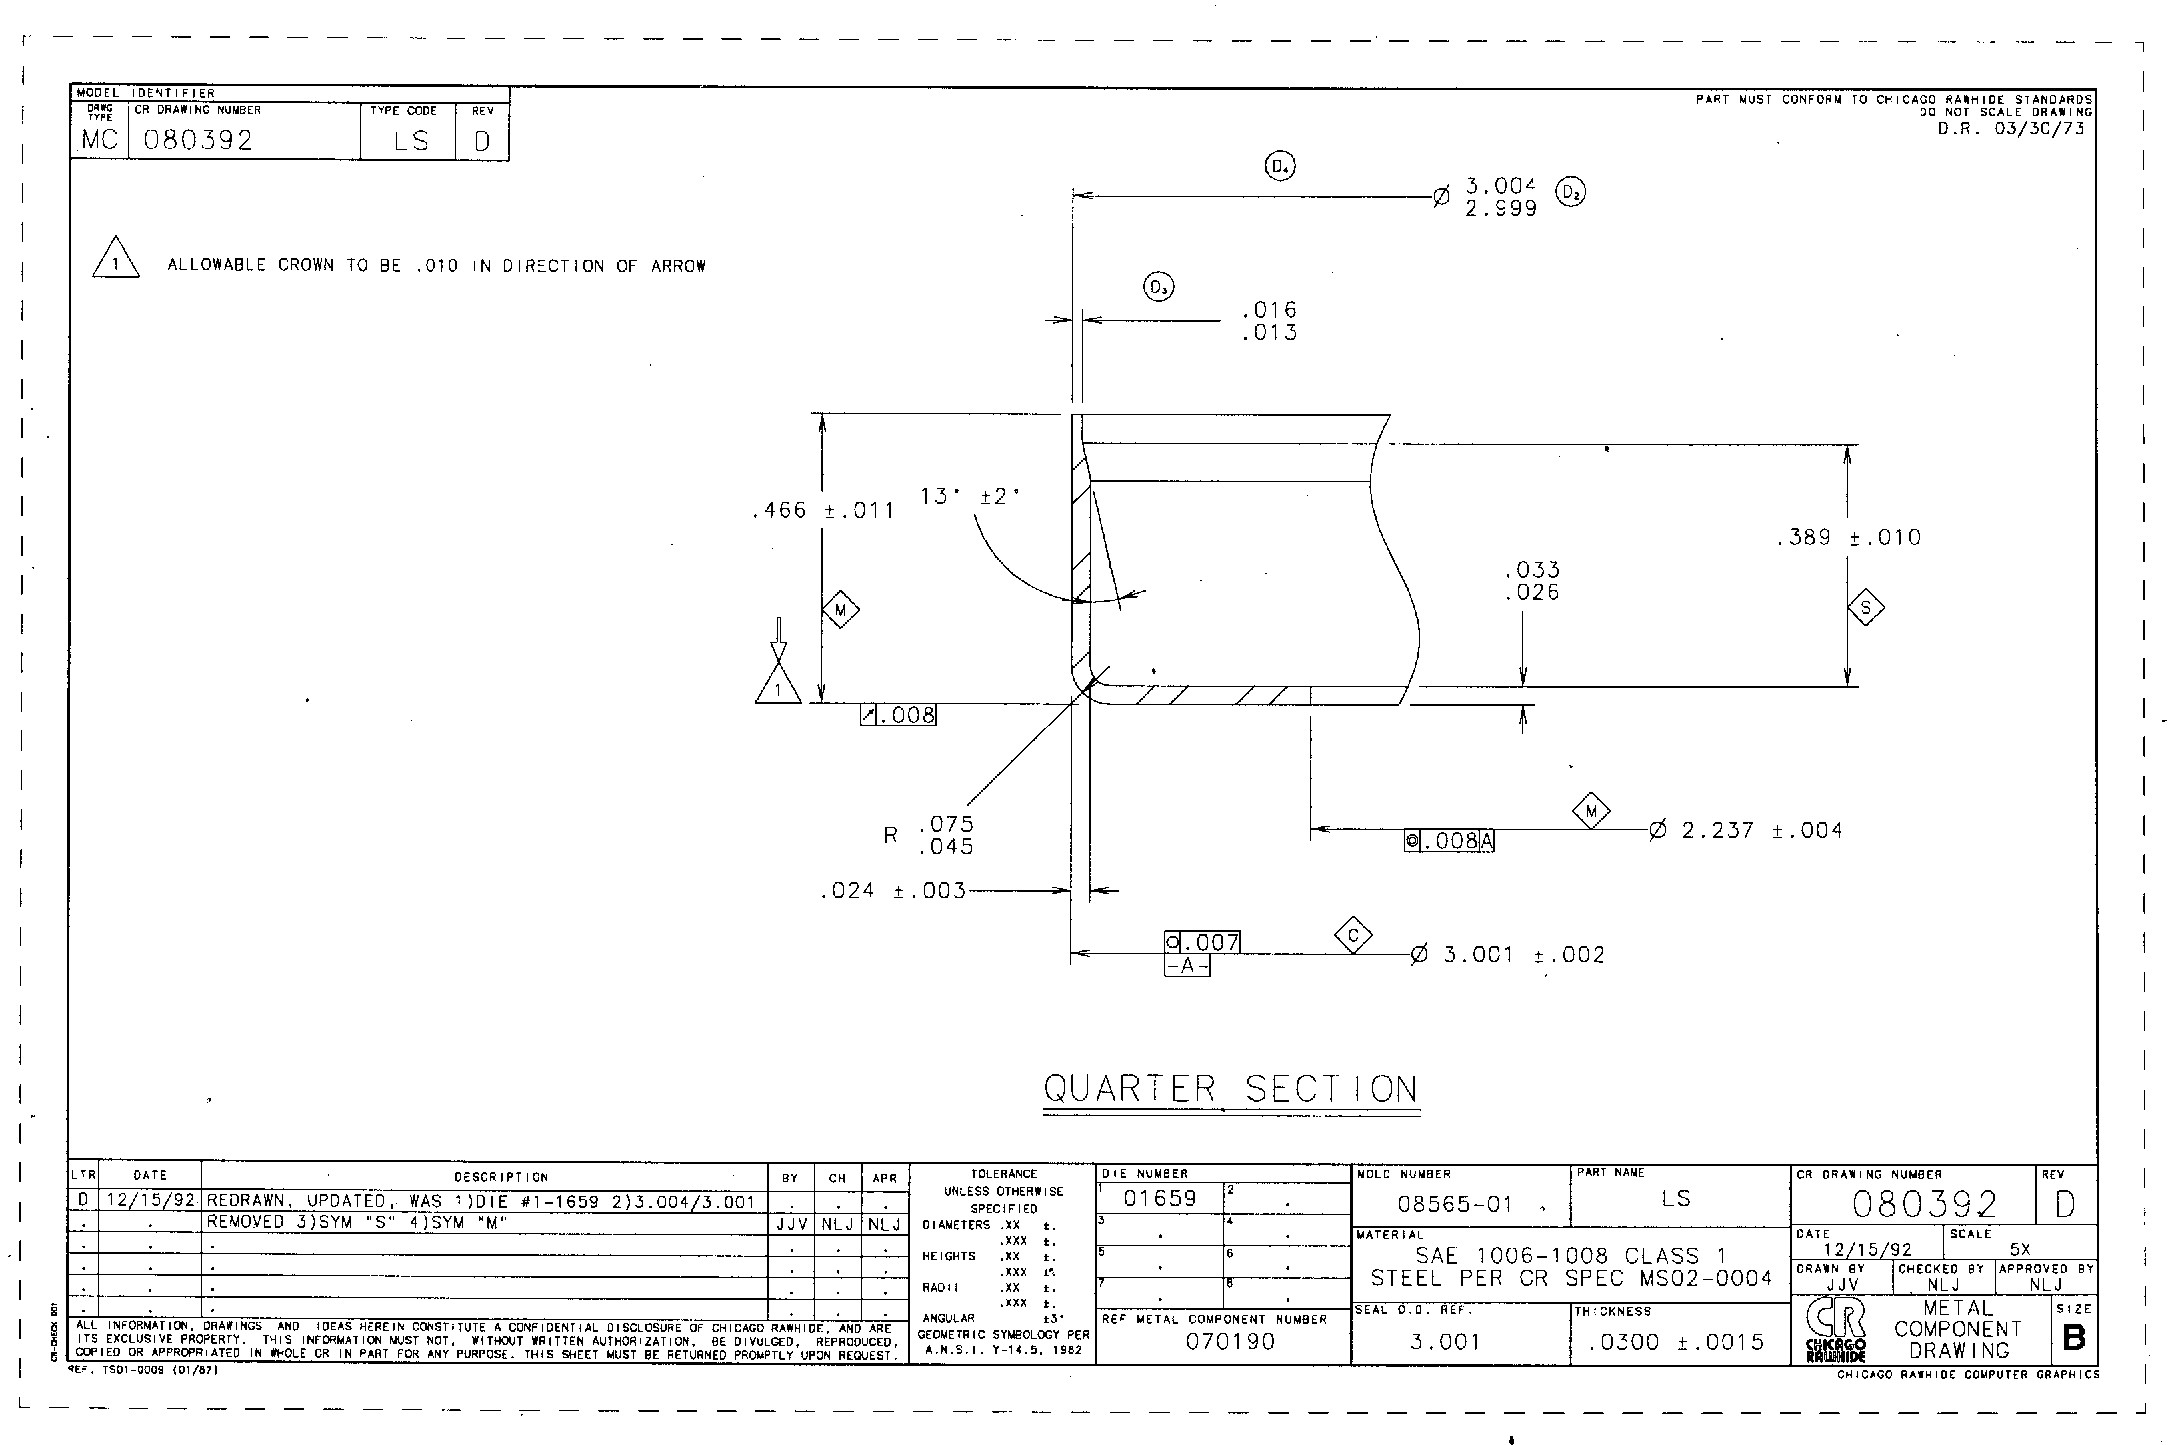 MODEL IDENTIFIER
DRWG TYPE
CR DRAWING NUMBER
TYPE CODE
REV
MC
080392
LS
D
PART MUST CONFORM TO CHICAGO RAWHIDE STANDARDS
DO NOT SCALE DRAWING
D.R. 03/30/73
1
ALLOWABLE CROWN TO BE .010 IN DIRECTION OF ARROW
D4
Ø 3.004
2.999
D2
D3
.016
.013
.466 ±.011
13° ±2°
.389 ±.010
.033
.026
M
S
1
.008
R .075
.045
M
.008 A
Ø 2.237 ±.004
.024 ±.003
.007
-A-
C
Ø 3.001 ±.002
QUARTER SECTION
LTR
DATE
DESCRIPTION
BY
CH
APR
D
12/15/92
REDRAWN, UPDATED, WAS 1)DIE #1-1659 2)3.004/3.001
REMOVED 3)SYM "S" 4)SYM "M"
JJV
NLJ
NLJ
ALL INFORMATION, DRAWINGS AND IDEAS HEREIN CONSTITUTE A CONFIDENTIAL DISCLOSURE OF CHICAGO RAWHIDE, AND ARE
ITS EXCLUSIVE PROPERTY. THIS INFORMATION MUST NOT, WITHOUT WRITTEN AUTHORIZATION, BE DIVULGED, REPRODUCED,
COPIED OR APPROPRIATED IN WHOLE OR IN PART FOR ANY PURPOSE. THIS SHEET MUST BE RETURNED PROMPTLY UPON REQUEST.
REF. TS01-0009 (01/87)
TOLERANCE
UNLESS OTHERWISE
SPECIFIED
DIAMETERS .XX ±.
.XXX ±.
HEIGHTS .XX ±.
.XXX ±.
RADII .XX ±.
.XXX ±.
ANGULAR ±3°
GEOMETRIC SYMBOLOGY PER
A.N.S.I. Y-14.5, 1982
DIE NUMBER
1
01659
2
3
4
5
6
7
8
REF METAL COMPONENT NUMBER
070190
MOLD NUMBER
08565-01
PART NAME
LS
MATERIAL
SAE 1006-1008 CLASS 1
STEEL PER CR SPEC MS02-0004
SEAL O.D. REF.
3.001
THICKNESS
.0300 ±.0015
CR DRAWING NUMBER
080392
REV
D
DATE
12/15/92
SCALE
5X
DRAWN BY
JJV
CHECKED BY
NLJ
APPROVED BY
NLJ
CR
CHICAGO
RAWHIDE
METAL
COMPONENT
DRAWING
SIZE
B
CHICAGO RAWHIDE COMPUTER GRAPHICS